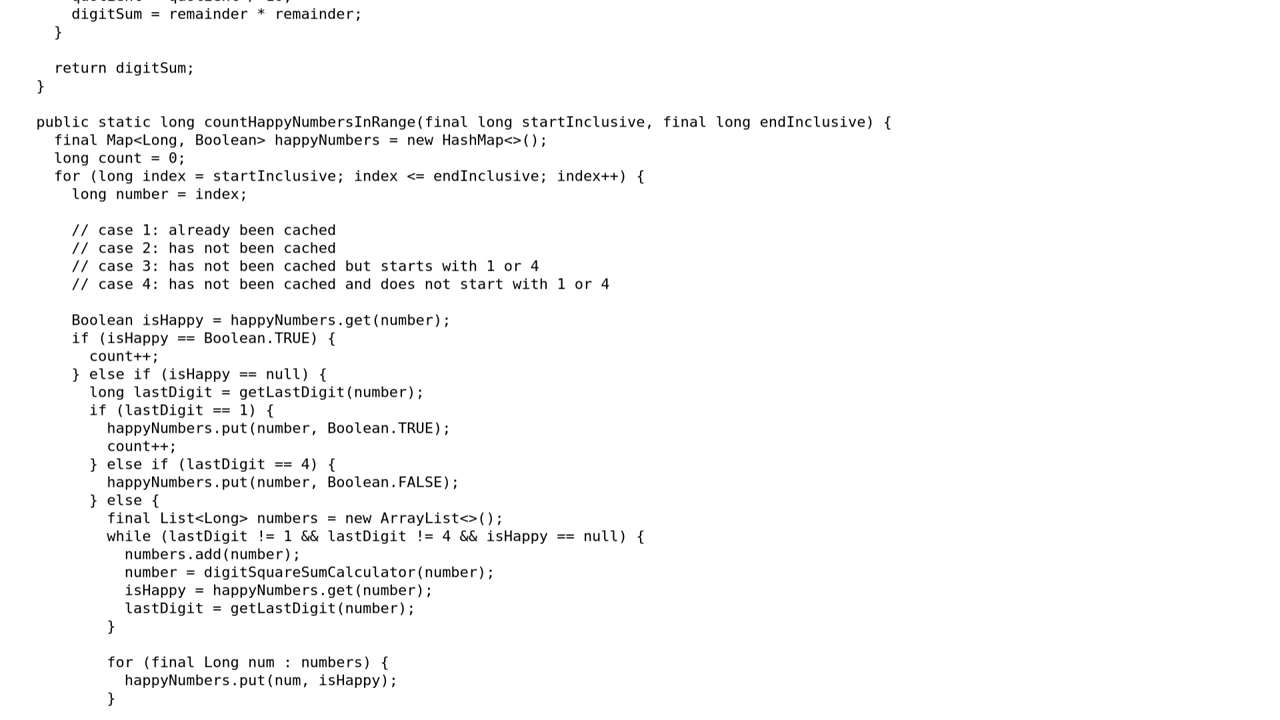 digitSum = remainder * remainder;
}
return digitSum;
}
public static long countHappyNumbersInRange(final long startInclusive, final long endInclusive) {
final Map<Long, Boolean> happyNumbers = new HashMap<>();
long count = 0;
for (long index = startInclusive; index <= endInclusive; index++) {
long number = index;
// case 1: already been cached
// case 2: has not been cached
// case 3: has not been cached but starts with 1 or 4
// case 4: has not been cached and does not start with 1 or 4
Boolean isHappy = happyNumbers.get(number);
if (isHappy == Boolean.TRUE) {
count++;
} else if (isHappy == null) {
long lastDigit = getLastDigit(number);
if (lastDigit == 1) {
happyNumbers.put(number, Boolean.TRUE);
count++;
} else if (lastDigit == 4) {
happyNumbers.put(number, Boolean.FALSE);
} else {
final List<Long> numbers = new ArrayList<>();
while (lastDigit != 1 && lastDigit != 4 && isHappy == null) {
numbers.add(number);
number = digitSquareSumCalculator(number);
isHappy = happyNumbers.get(number);
lastDigit = getLastDigit(number);
}
for (final Long num : numbers) {
happyNumbers.put(num, isHappy);
}